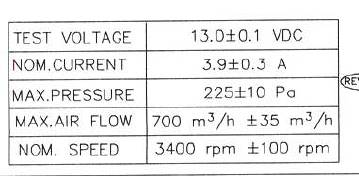 TEST VOLTAGE 13.0±0.1 VDC
NOM.CURRENT 3.9±0.3 A
MAX.PRESSURE 225±10 Pa
MAX.AIR FLOW 700 m³/h ±35 m³/h
NOM. SPEED 3400 rpm ±100 rpm